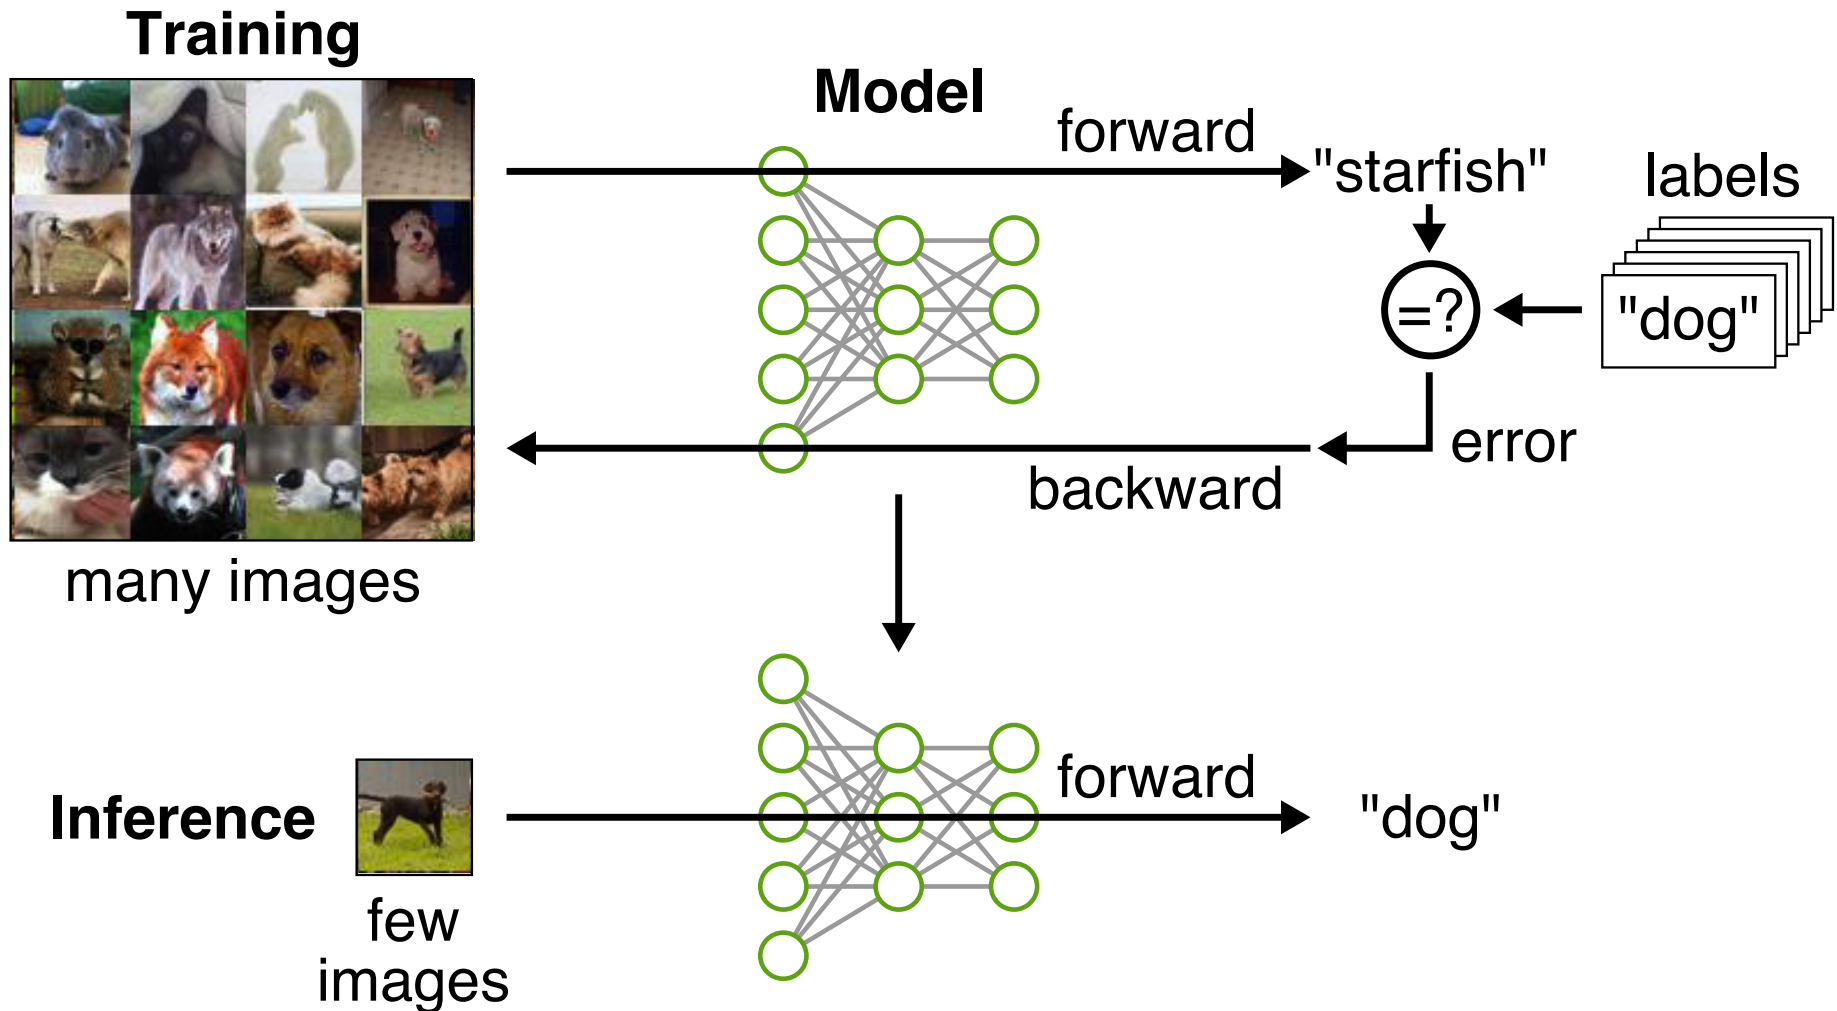 Training
Model
forward
"starfish"
labels
=?
"dog"
error
backward
many images
Inference
forward
"dog"
few
images